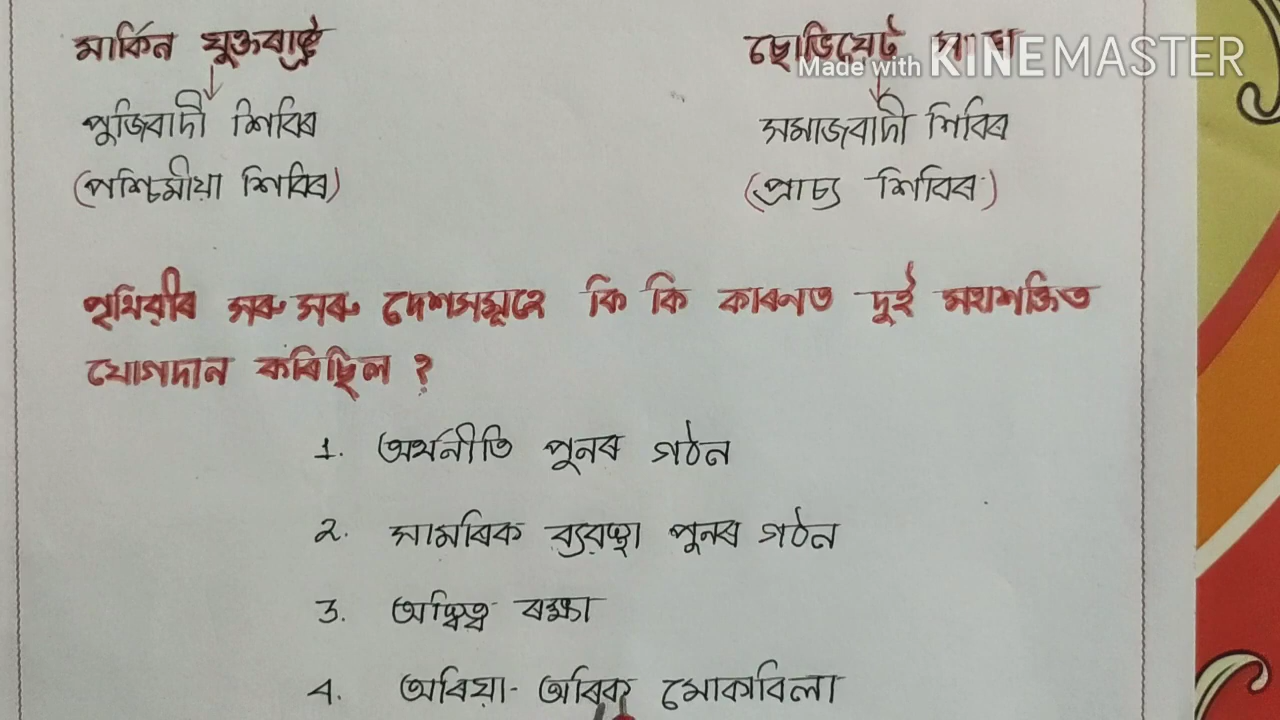 মাৰ্কিন যুক্তৰাষ্ট্ৰ
ছোভিয়েট
Made with KINEMASTER
পুজিবাদী শিবিৰ
সমাজবাদী শিবিৰ
(পশ্চিমীয়া শিবিৰ)
(প্ৰাচ্য শিবিৰ)
পৃথিৱীৰ সৰু সৰু দেশসমূহে কি কি কাৰণত দুই মহাশক্তিত
যোগদান কৰিছিল ?
1. অৰ্থনীতি পুনৰ গঠন
2. সামৰিক ব্যৱস্থা পুনৰ গঠন
3. ৰক্ষা
4. অৰিয়া- অৰিক মোকাবিলা